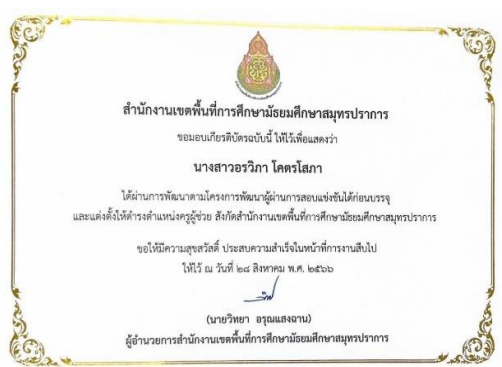 สำนักงานเขตพื้นที่การศึกษามัธยมศึกษาสมุทรปราการ
ขอมอบเกียรติบัตรฉบับนี้ ให้ไว้เพื่อแสดงว่า
นางสาวอรวิภา โคตรโสภา
ได้ผ่านการพัฒนาตามโครงการพัฒนาผู้ผ่านการสอบแข่งขันได้ก่อนบรรจุ
และแต่งตั้งให้ดำรงตำแหน่งครูผู้ช่วย สังกัดสำนักงานเขตพื้นที่การศึกษามัธยมศึกษาสมุทรปราการ
ขอให้มีความสุขสวัสดิ์ ประสบความสำเร็จในหน้าที่การงานสืบไป
ให้ไว้ ณ วันที่ ๒๘ สิงหาคม พ.ศ. ๒๕๖๖
(นายวิทยา อรุณแสงฉาน)
ผู้อำนวยการสำนักงานเขตพื้นที่การศึกษามัธยมศึกษาสมุทรปราการ